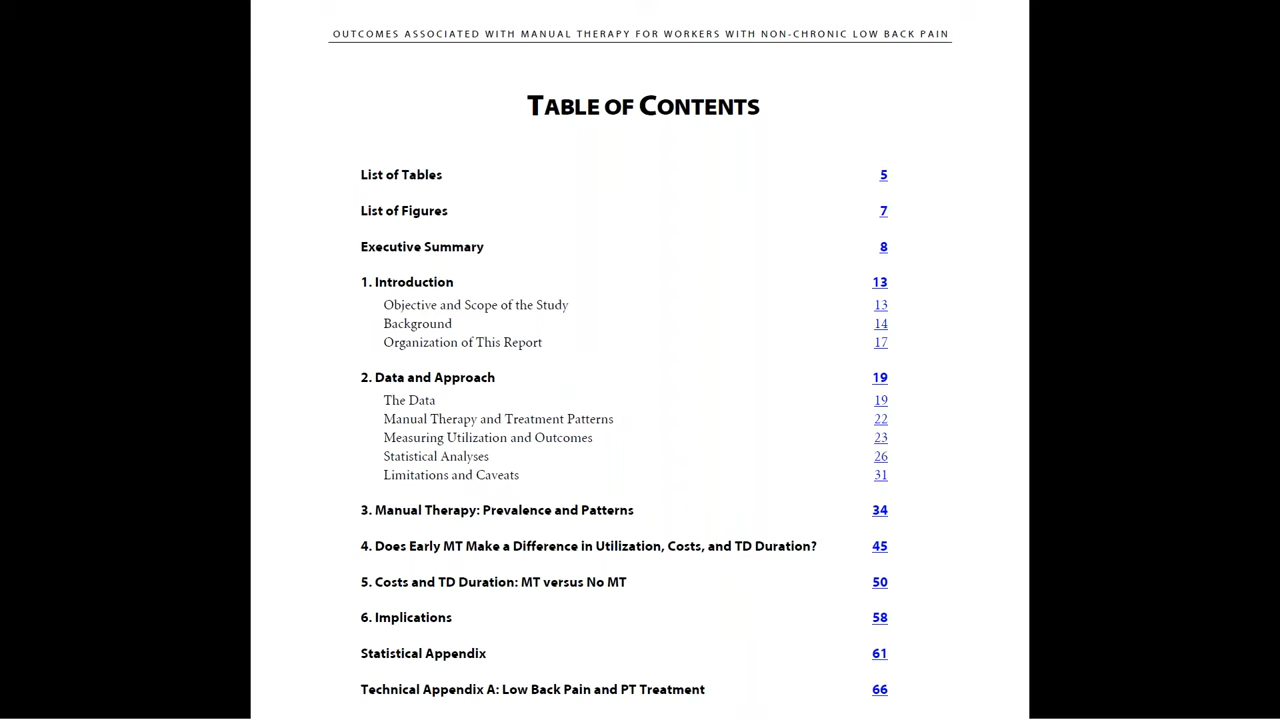 OUTCOMES ASSOCIATED WITH MANUAL THERAPY FOR WORKERS WITH NON-CHRONIC LOW BACK PAIN
TABLE OF CONTENTS
List of Tables 5
List of Figures 7
Executive Summary 8
1. Introduction 13
Objective and Scope of the Study 13
Background 14
Organization of This Report 17
2. Data and Approach 19
The Data 19
Manual Therapy and Treatment Patterns 22
Measuring Utilization and Outcomes 23
Statistical Analyses 26
Limitations and Caveats 31
3. Manual Therapy: Prevalence and Patterns 34
4. Does Early MT Make a Difference in Utilization, Costs, and TD Duration? 45
5. Costs and TD Duration: MT versus No MT 50
6. Implications 58
Statistical Appendix 61
Technical Appendix A: Low Back Pain and PT Treatment 66